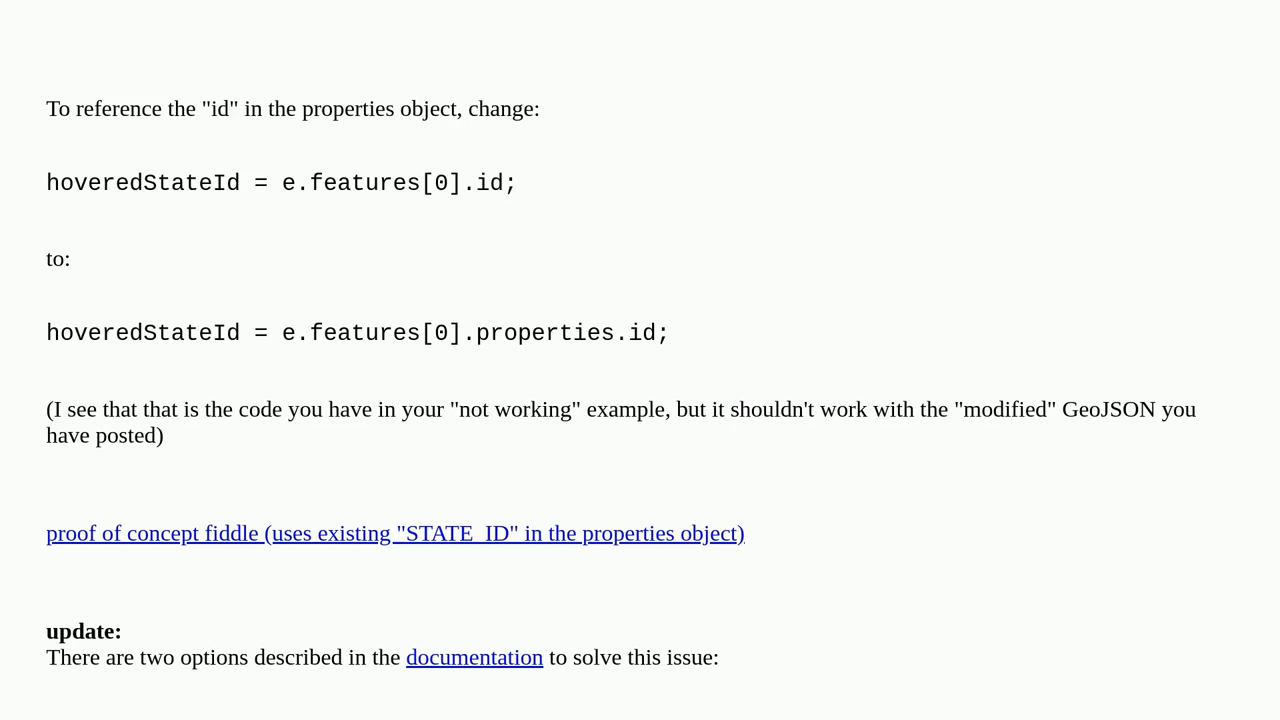 To reference the "id" in the properties object, change:
hoveredStateId = e.features[0].id;
to:
hoveredStateId = e.features[0].properties.id;
(I see that that is the code you have in your "not working" example, but it shouldn't work with the "modified" GeoJSON you
have posted)
proof of concept fiddle (uses existing "STATE_ID" in the properties object)
update:
There are two options described in the documentation to solve this issue: